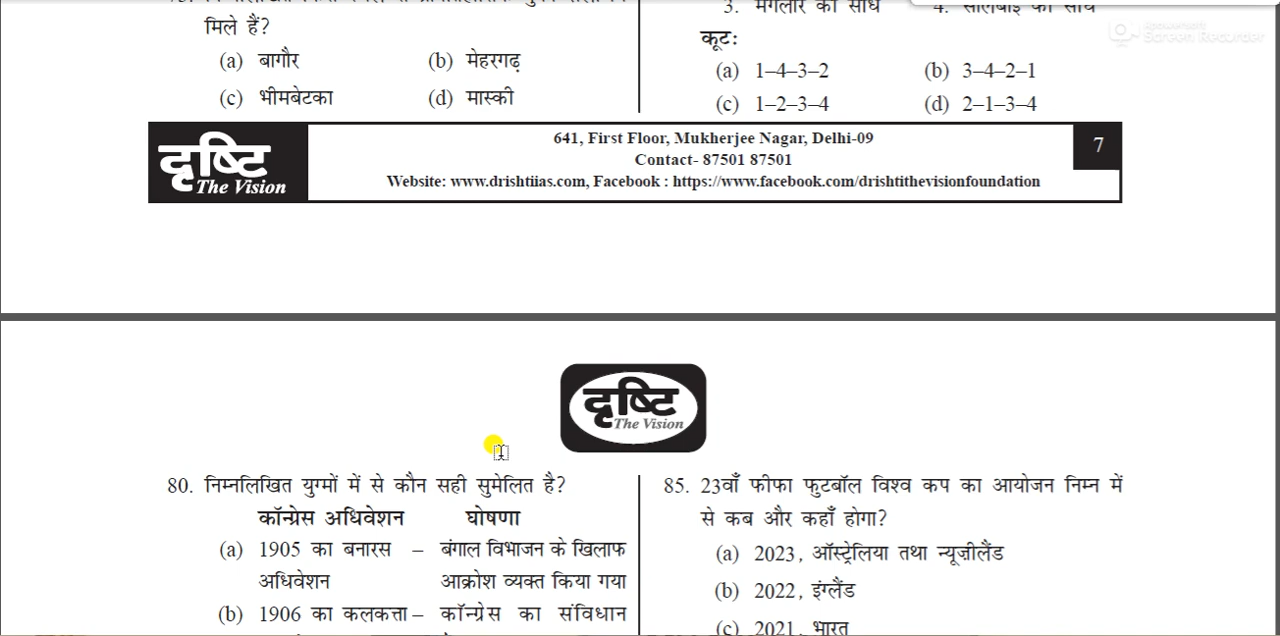 मिले हैं?
(a) बागौर (b) मेहरगढ़
(c) भीमबेटका (d) मास्की
3. मंगलौर की संधि 4. सालबाई की संधि
कूटः
(a) 1–4–3–2 (b) 3–4–2–1
(c) 1–2–3–4 (d) 2–1–3–4
Screen Recorder
दृष्टि
The Vision
641, First Floor, Mukherjee Nagar, Delhi-09
Contact- 87501 87501
Website: www.drishtiias.com, Facebook : https://www.facebook.com/drishtithevisionfoundation
7
दृष्टि
The Vision
80. निम्नलिखित युग्मों में से कौन सही सुमेलित है?
कॉन्ग्रेस अधिवेशन घोषणा
(a) 1905 का बनारस – बंगाल विभाजन के खिलाफ
अधिवेशन आक्रोश व्यक्त किया गया
(b) 1906 का कलकत्ता – कॉन्ग्रेस का संविधान
85. 23वाँ फीफा फुटबॉल विश्व कप का आयोजन निम्न में
से कब और कहाँ होगा?
(a) 2023, ऑस्ट्रेलिया तथा न्यूज़ीलैंड
(b) 2022, इंग्लैंड
(c) 2021, भारत